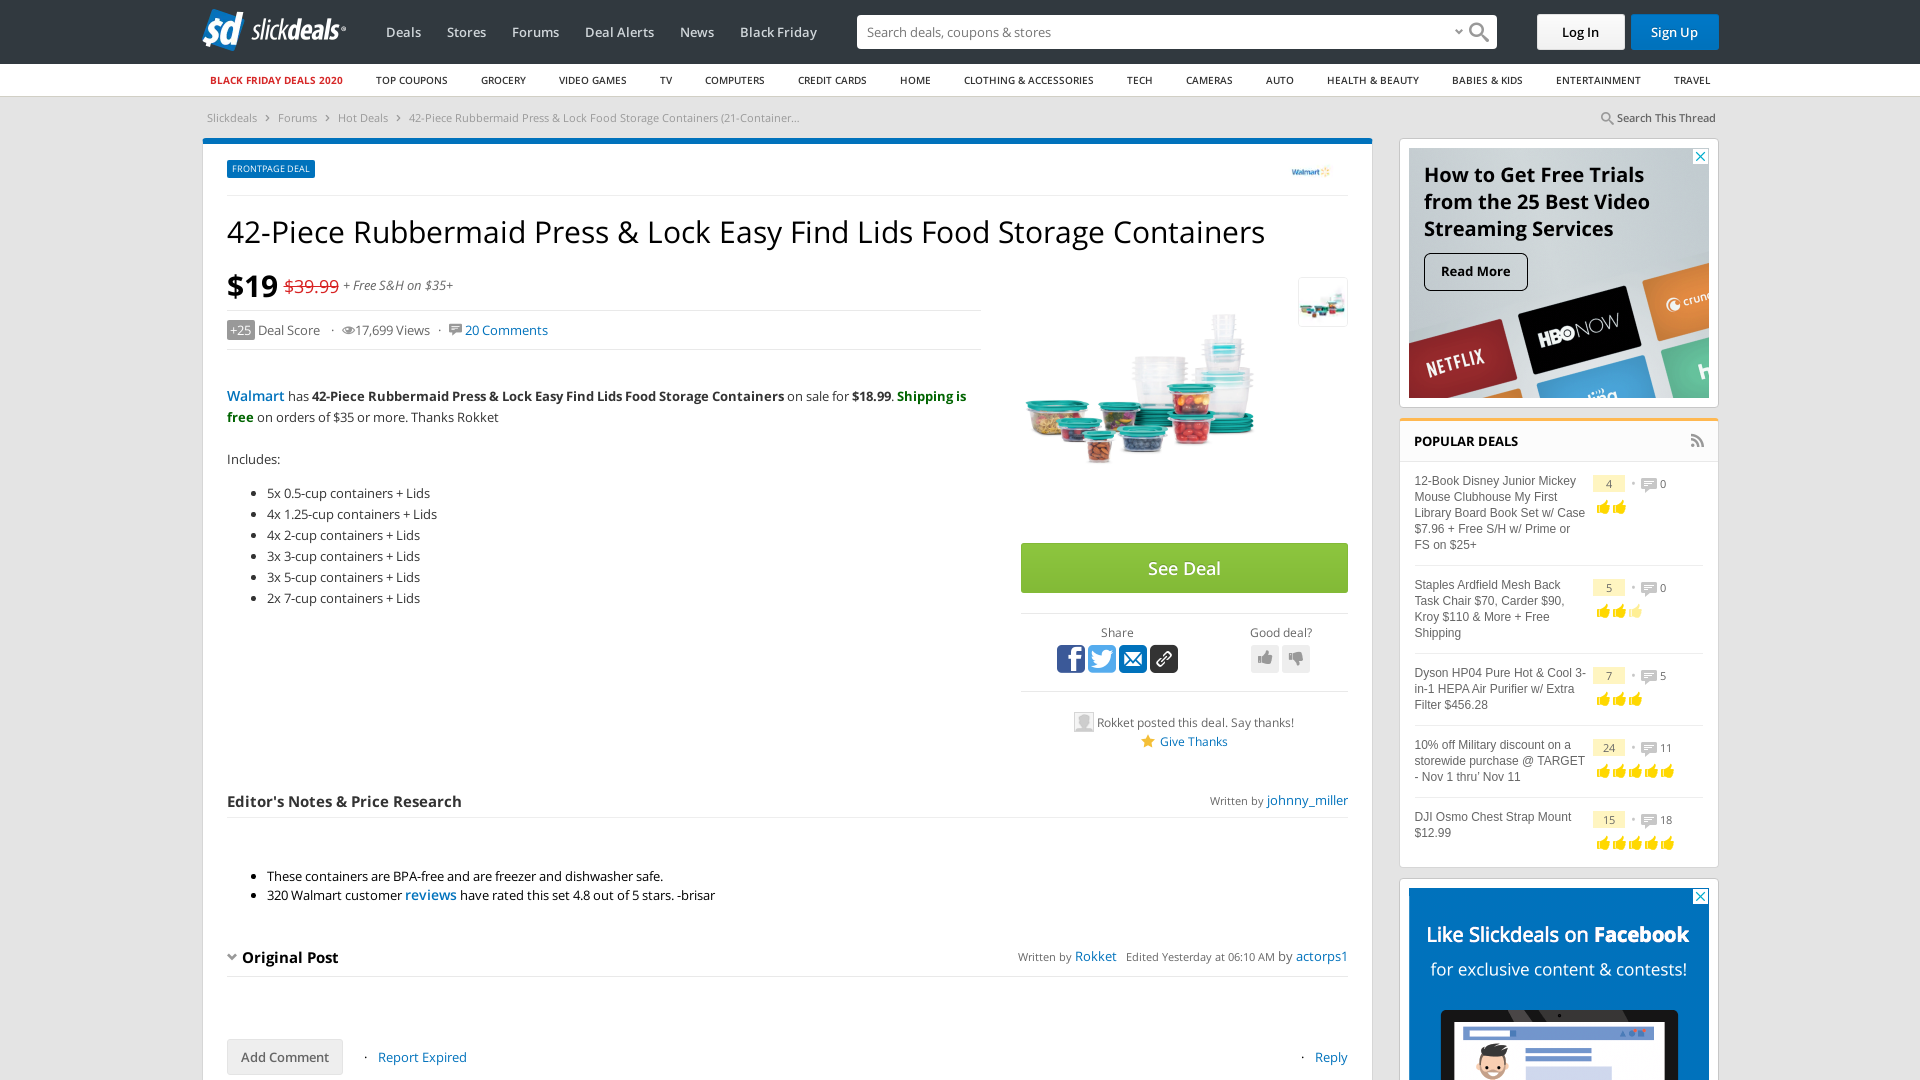 sd slickdeals
Deals Stores Forums Deal Alerts News Black Friday
Search deals, coupons & stores
Log In Sign Up
BLACK FRIDAY DEALS 2020 TOP COUPONS GROCERY VIDEO GAMES TV COMPUTERS CREDIT CARDS HOME CLOTHING & ACCESSORIES TECH CAMERAS AUTO HEALTH & BEAUTY BABIES & KIDS ENTERTAINMENT TRAVEL
Slickdeals › Forums › Hot Deals › 42-Piece Rubbermaid Press & Lock Food Storage Containers (21-Container...
Search This Thread
FRONTPAGE DEAL
Walmart
42-Piece Rubbermaid Press & Lock Easy Find Lids Food Storage Containers
$19 $39.99 + Free S&H on $35+
+25 Deal Score · 17,699 Views · 20 Comments
Walmart has 42-Piece Rubbermaid Press & Lock Easy Find Lids Food Storage Containers on sale for $18.99. Shipping is
free on orders of $35 or more. Thanks Rokket
Includes:
5x 0.5-cup containers + Lids
4x 1.25-cup containers + Lids
4x 2-cup containers + Lids
3x 3-cup containers + Lids
3x 5-cup containers + Lids
2x 7-cup containers + Lids
See Deal
Share
Good deal?
Rokket posted this deal. Say thanks!
Give Thanks
Editor's Notes & Price Research
Written by johnny_miller
These containers are BPA-free and are freezer and dishwasher safe.
320 Walmart customer reviews have rated this set 4.8 out of 5 stars. -brisar
Original Post
Written by Rokket Edited Yesterday at 06:10 AM by actorps1
Add Comment · Report Expired
· Reply
How to Get Free Trials
from the 25 Best Video
Streaming Services
Read More
NETFLIX
HBO NOW
crun
h
POPULAR DEALS
12-Book Disney Junior Mickey
Mouse Clubhouse My First
Library Board Book Set w/ Case
$7.96 + Free S/H w/ Prime or
FS on $25+
4 • 0
Staples Ardfield Mesh Back
Task Chair $70, Carder $90,
Kroy $110 & More + Free
Shipping
5 • 0
Dyson HP04 Pure Hot & Cool 3-
in-1 HEPA Air Purifier w/ Extra
Filter $456.28
7 • 5
10% off Military discount on a
storewide purchase @ TARGET
- Nov 1 thru' Nov 11
24 • 11
DJI Osmo Chest Strap Mount
$12.99
15 • 18
Like Slickdeals on Facebook
for exclusive content & contests!